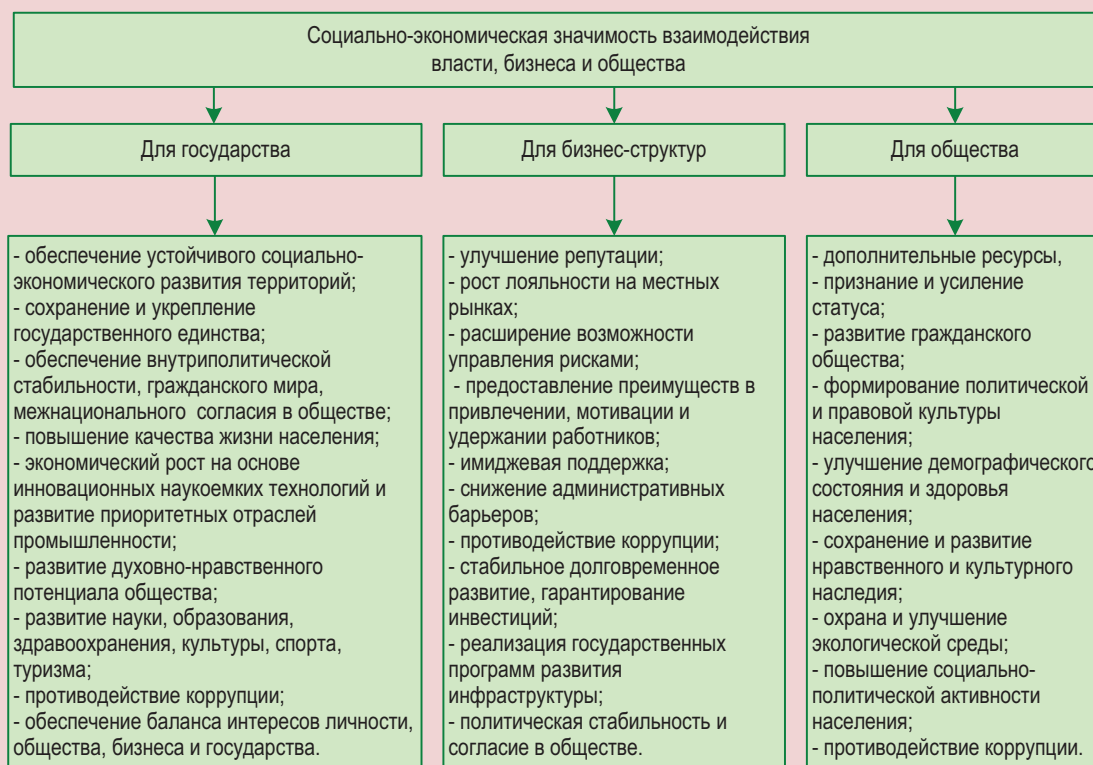 Социально-экономическая значимость взаимодействия
власти, бизнеса и общества
Для государства
Для бизнес-структур
Для общества
- обеспечение устойчивого социально-
экономического развития территорий;
- сохранение и укрепление
государственного единства;
- обеспечение внутриполитической
стабильности, гражданского мира,
межнационального согласия в обществе;
- повышение качества жизни населения;
- экономический рост на основе
инновационных наукоемких технологий и
развитие приоритетных отраслей
промышленности;
- развитие духовно-нравственного
потенциала общества;
- развитие науки, образования,
здравоохранения, культуры, спорта,
туризма;
- противодействие коррупции;
- обеспечение баланса интересов личности,
общества, бизнеса и государства.
- улучшение репутации;
- рост лояльности на местных
рынках;
- расширение возможности
управления рисками;
- предоставление преимуществ в
привлечении, мотивации и
удержании работников;
- имиджевая поддержка;
- снижение административных
барьеров;
- противодействие коррупции;
- стабильное долговременное
развитие, гарантирование
инвестиций;
- реализация государственных
программ развития
инфраструктуры;
- политическая стабильность и
согласие в обществе.
- дополнительные ресурсы,
- признание и усиление
статуса;
- развитие гражданского
общества;
- формирование политической
и правовой культуры
населения;
- улучшение демографического
состояния и здоровья
населения;
- сохранение и развитие
нравственного и культурного
наследия;
- охрана и улучшение
экологической среды;
- повышение социально-
политической активности
населения;
- противодействие коррупции.